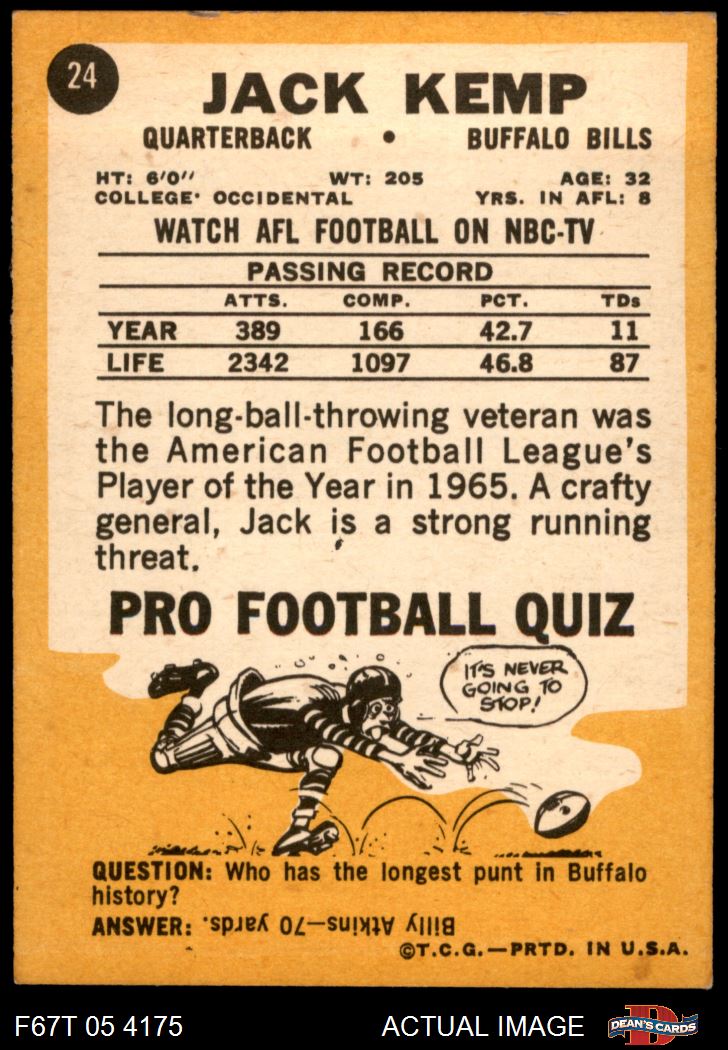 24
JACK KEMP
QUARTERBACK • BUFFALO BILLS
HT: 6'0" WT: 205 AGE: 32
COLLEGE: OCCIDENTAL YRS. IN AFL: 8
WATCH AFL FOOTBALL ON NBC-TV
PASSING RECORD
ATTS. COMP. PCT. TDs
YEAR 389 166 42.7 11
LIFE 2342 1097 46.8 87
The long-ball-throwing veteran was
the American Football League's
Player of the Year in 1965. A crafty
general, Jack is a strong running
threat.
PRO FOOTBALL QUIZ
IT'S NEVER
GOING TO
STOP!
QUESTION: Who has the longest punt in Buffalo
history?
ANSWER: Billy Atkins—70 yards.
©T.C.G.—PRTD. IN U.S.A.
F67T 05 4175 ACTUAL IMAGE DEAN'S CARDS